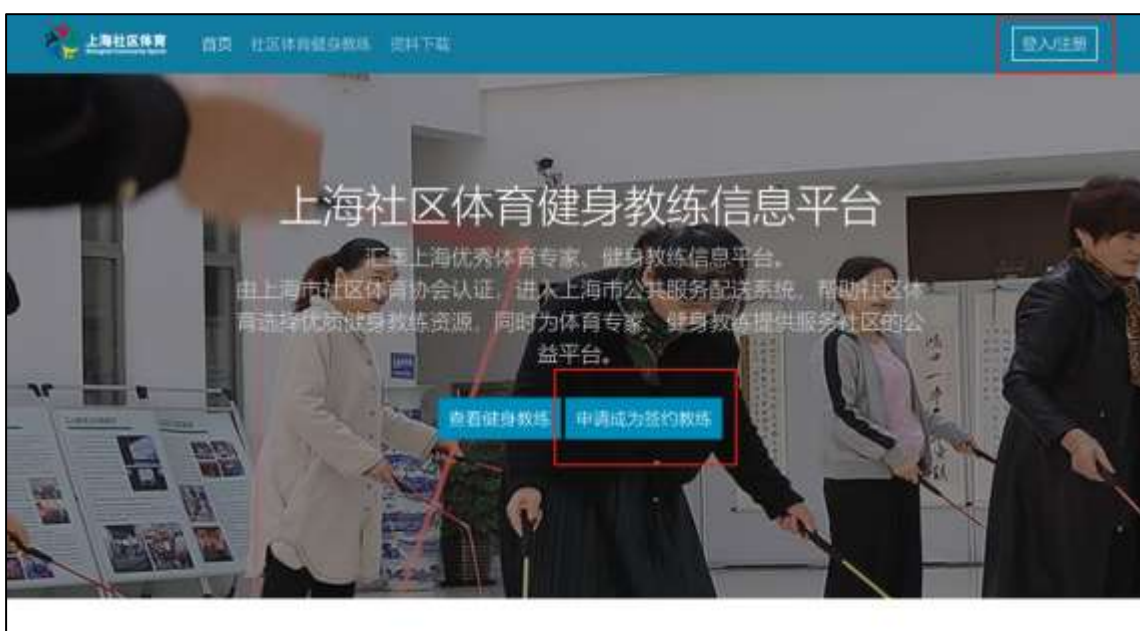 上海社区体育
首页 社区体育健身教练 资料下载
登入/注册
上海社区体育健身教练信息平台
汇集上海优秀体育专家、健身教练信息平台。
由上海市社区体育协会认证，进入上海市公共服务配送系统，帮助社区体
育选择优质健身教练资源，同时为体育专家、健身教练提供服务社区的公
益平台。
查看健身教练 申请成为签约教练